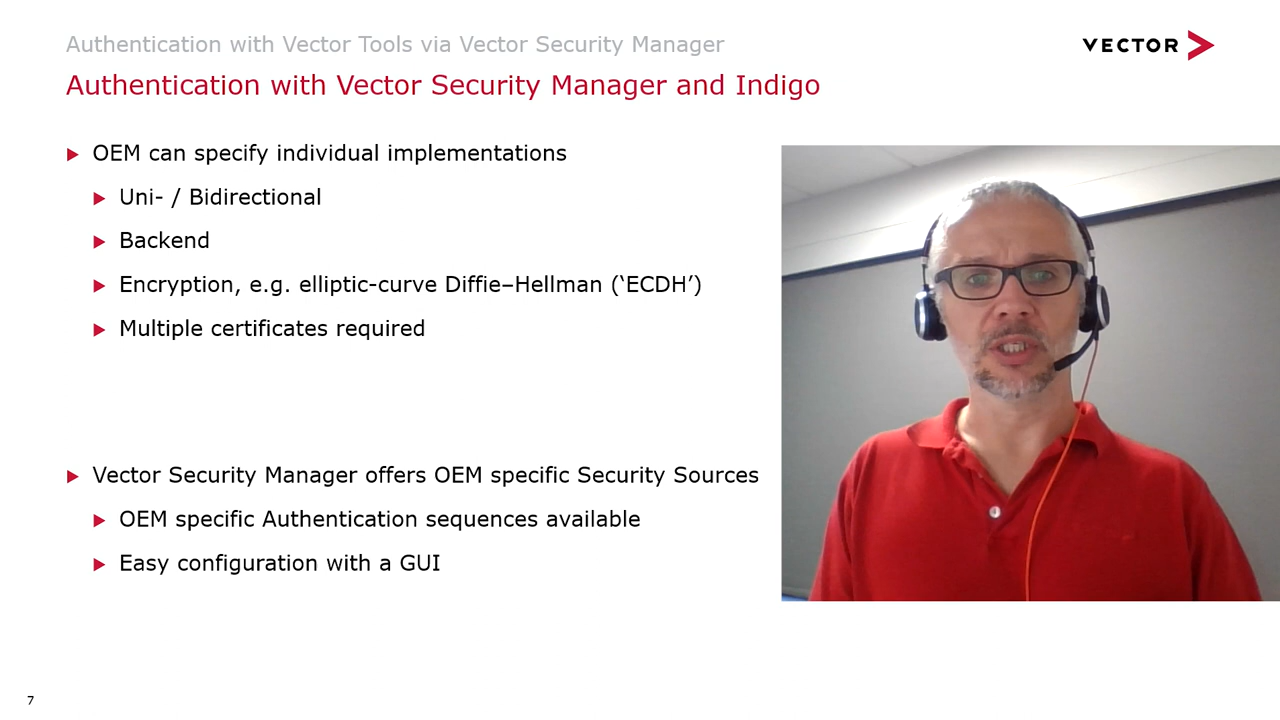 Authentication with Vector Tools via Vector Security Manager
VECTOR
Authentication with Vector Security Manager and Indigo
OEM can specify individual implementations
Uni- / Bidirectional
Backend
Encryption, e.g. elliptic-curve Diffie–Hellman (‘ECDH’)
Multiple certificates required
Vector Security Manager offers OEM specific Security Sources
OEM specific Authentication sequences available
Easy configuration with a GUI
7